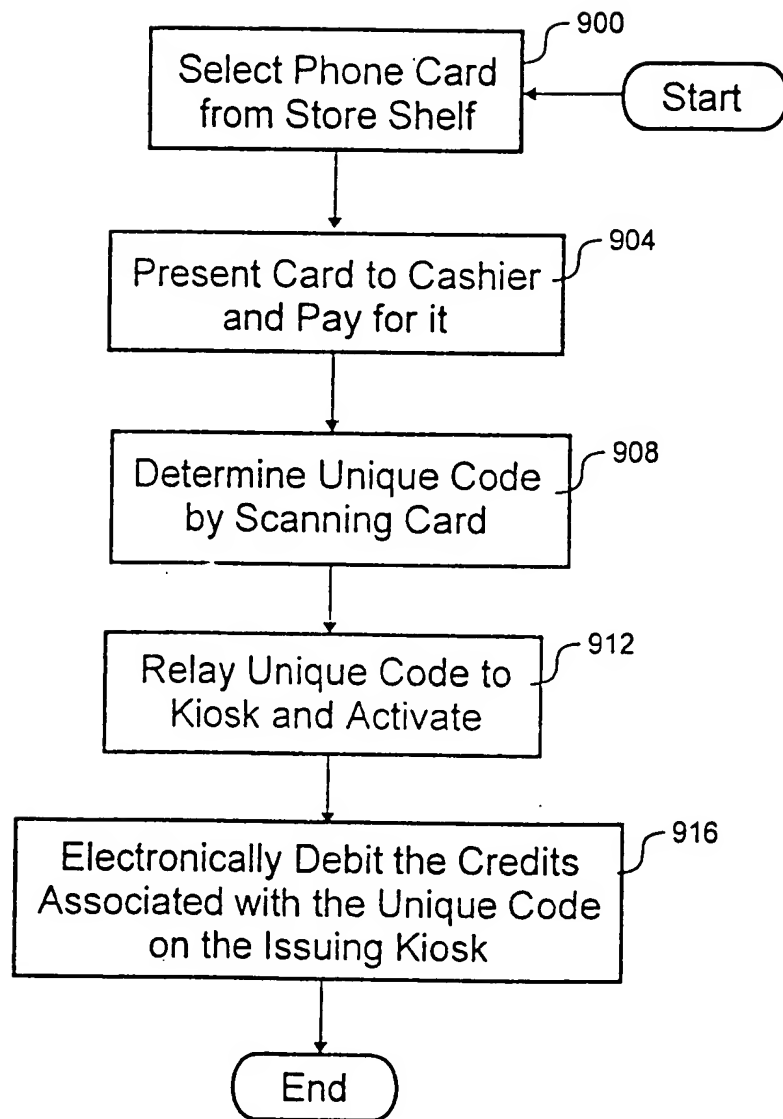 900
Select Phone Card
from Store Shelf
Start
904
Present Card to Cashier
and Pay for it
908
Determine Unique Code
by Scanning Card
912
Relay Unique Code to
Kiosk and Activate
916
Electronically Debit the Credits
Associated with the Unique Code
on the Issuing Kiosk
End